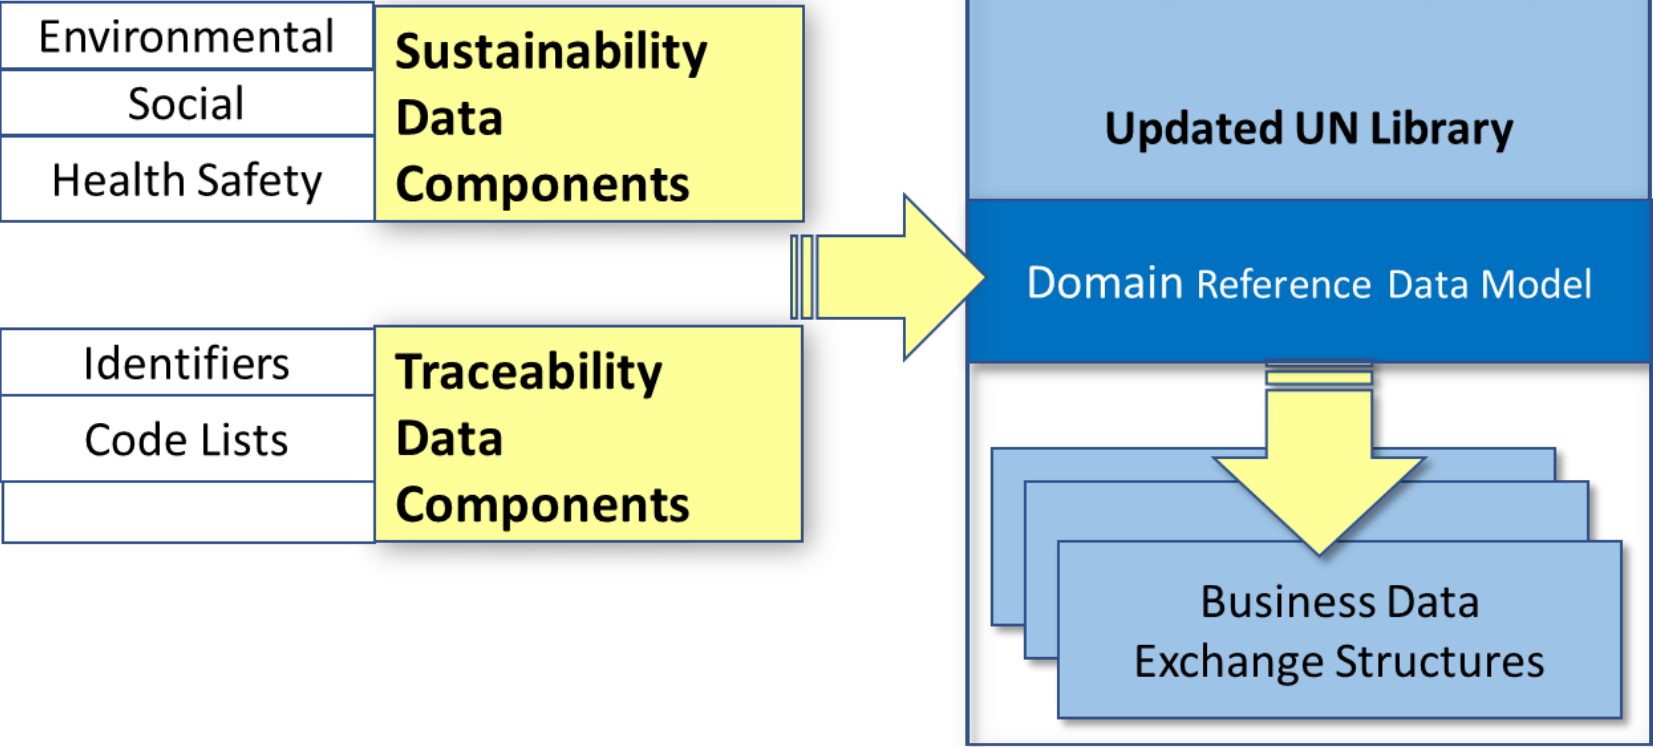 Environmental
Social
Health Safety
Sustainability
Data
Components
Identifiers
Code Lists
Traceability
Data
Components
Updated UN Library
Domain Reference Data Model
Business Data
Exchange Structures